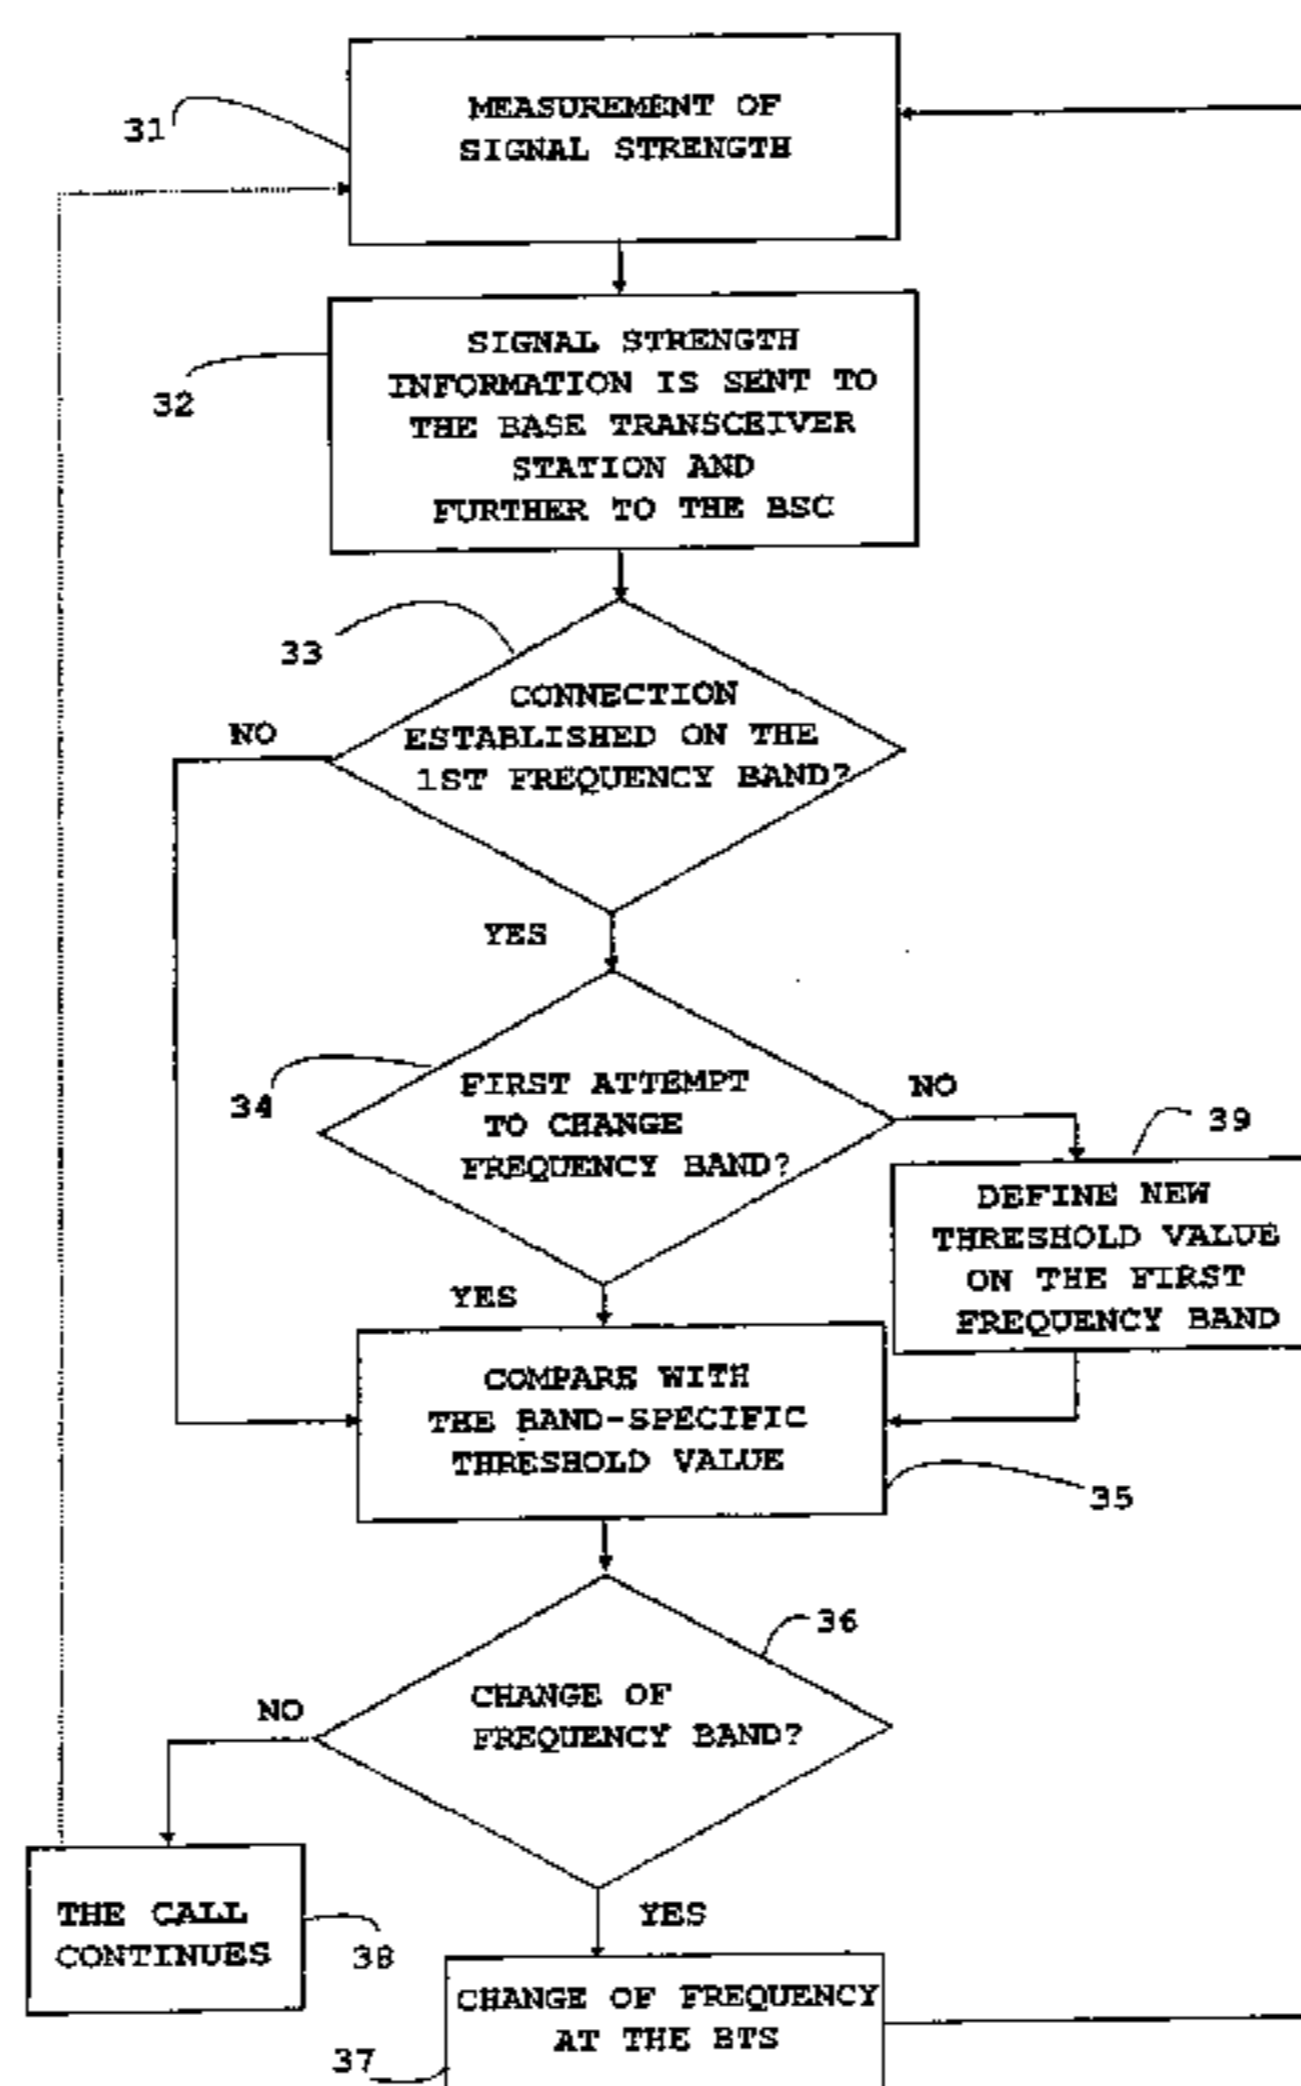 MEASUREMENT OF
SIGNAL STRENGTH
31
SIGNAL STRENGTH
INFORMATION IS SENT TO
THE BASE TRANSCEIVER
STATION AND
FURTHER TO THE BSC
32
33
CONNECTION
ESTABLISHED ON THE
1ST FREQUENCY BAND?
NO
YES
34
FIRST ATTEMPT
TO CHANGE
FREQUENCY BAND?
NO
39
DEFINE NEW
THRESHOLD VALUE
ON THE FIRST
FREQUENCY BAND
YES
COMPARE WITH
THE BAND-SPECIFIC
THRESHOLD VALUE
35
36
CHANGE OF
FREQUENCY BAND?
NO
THE CALL
CONTINUES
38
YES
CHANGE OF FREQUENCY
AT THE BTS
37